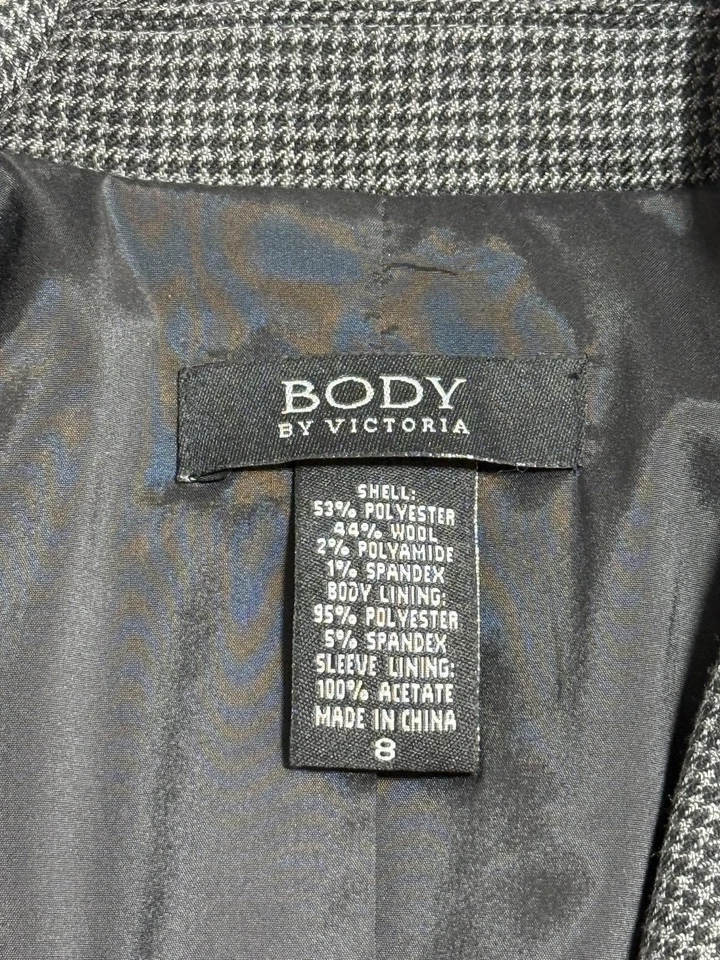 BODY
BY VICTORIA
SHELL:
53% POLYESTER
44% WOOL
2% POLYAMIDE
1% SPANDEX
BODY LINING:
95% POLYESTER
5% SPANDEX
SLEEVE LINING:
100% ACETATE
MADE IN CHINA
8